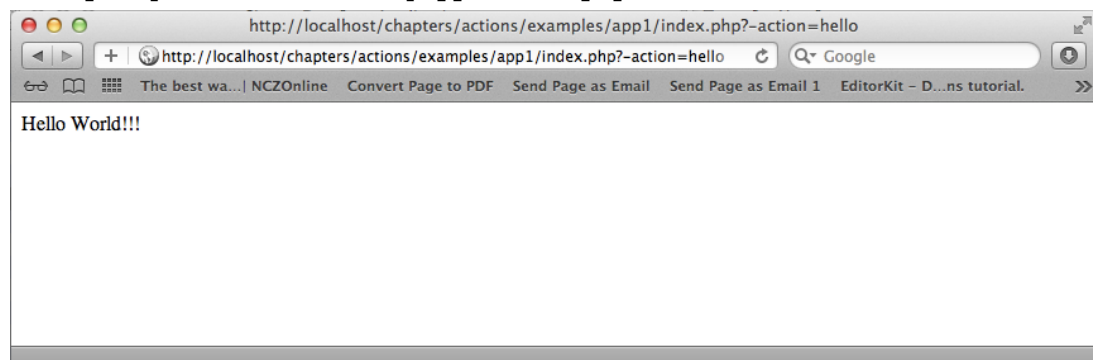 http://localhost/chapters/actions/examples/app1/index.php?-action=hello
http://localhost/chapters/actions/examples/app1/index.php?-action=hello Google
The best wa...| NCZOnline Convert Page to PDF Send Page as Email Send Page as Email 1 EditorKit – D...ns tutorial.
Hello World!!!